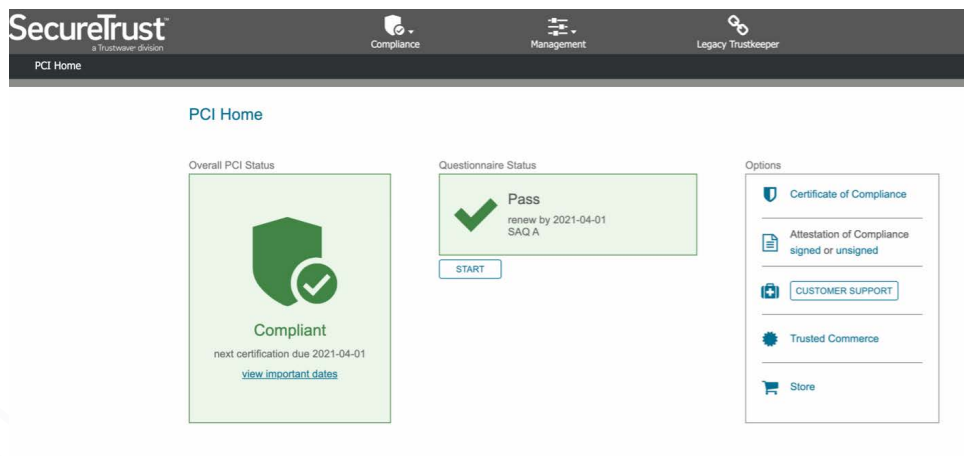 SecureTrust™
a Trustwave® division
Compliance
Management
Legacy Trustkeeper
PCI Home
PCI Home
Overall PCI Status
Compliant
next certification due 2021-04-01
view important dates
Questionnaire Status
Pass
renew by 2021-04-01
SAQ A
START
Options
Certificate of Compliance
Attestation of Compliance
signed or unsigned
CUSTOMER SUPPORT
Trusted Commerce
Store